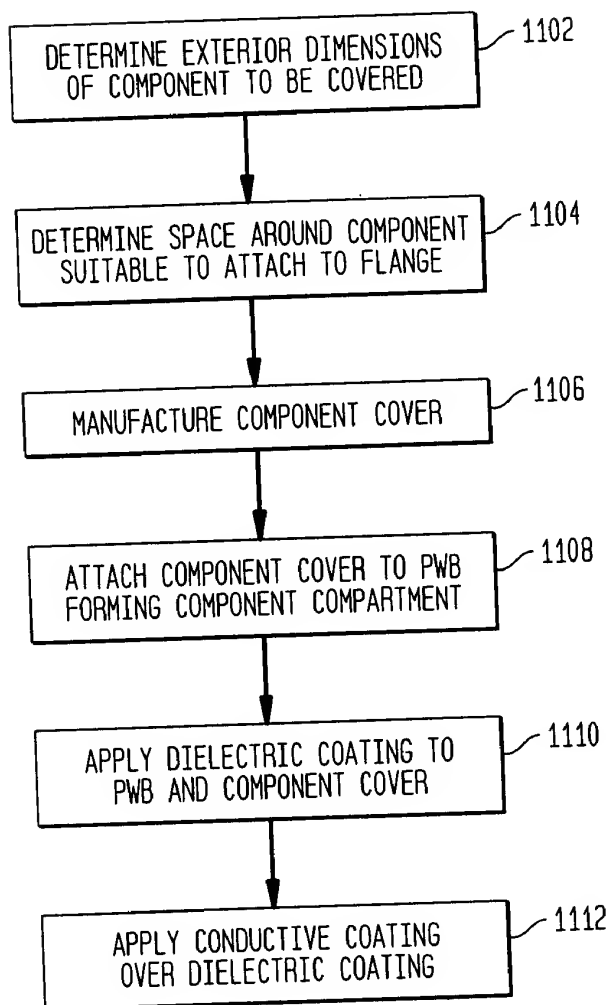 DETERMINE EXTERIOR DIMENSIONS
OF COMPONENT TO BE COVERED
1102
DETERMINE SPACE AROUND COMPONENT
SUITABLE TO ATTACH TO FLANGE
1104
MANUFACTURE COMPONENT COVER
1106
ATTACH COMPONENT COVER TO PWB
FORMING COMPONENT COMPARTMENT
1108
APPLY DIELECTRIC COATING TO
PWB AND COMPONENT COVER
1110
APPLY CONDUCTIVE COATING
OVER DIELECTRIC COATING
1112